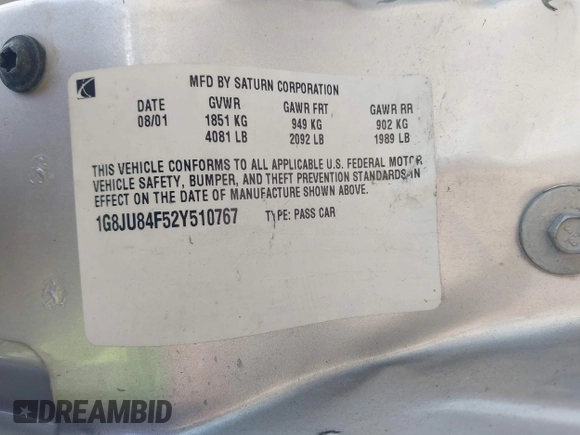 MFD BY SATURN CORPORATION
DATE GVWR GAWR FRT GAWR RR
08/01 1851 KG 949 KG 902 KG
4081 LB 2092 LB 1989 LB
THIS VEHICLE CONFORMS TO ALL APPLICABLE U.S. FEDERAL MOTOR
VEHICLE SAFETY, BUMPER, AND THEFT PREVENTION STANDARDS IN
EFFECT ON THE DATE OF MANUFACTURE SHOWN ABOVE.
1G8JU84F52Y510767 TYPE: PASS CAR
DREAMBID